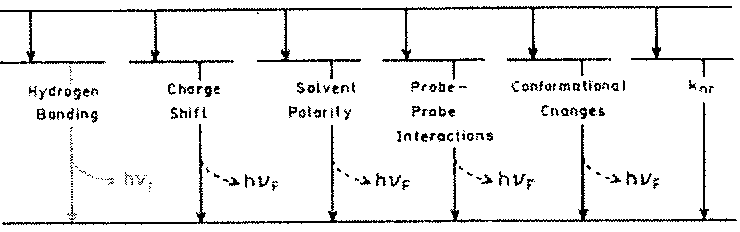 Hydrogen
Bonding
Charge
Shift
Solvent
Polarity
Probe-
Probe
Interactions
Conformational
Changes
knr
hνF
hνF
hνF
hνF
hνF